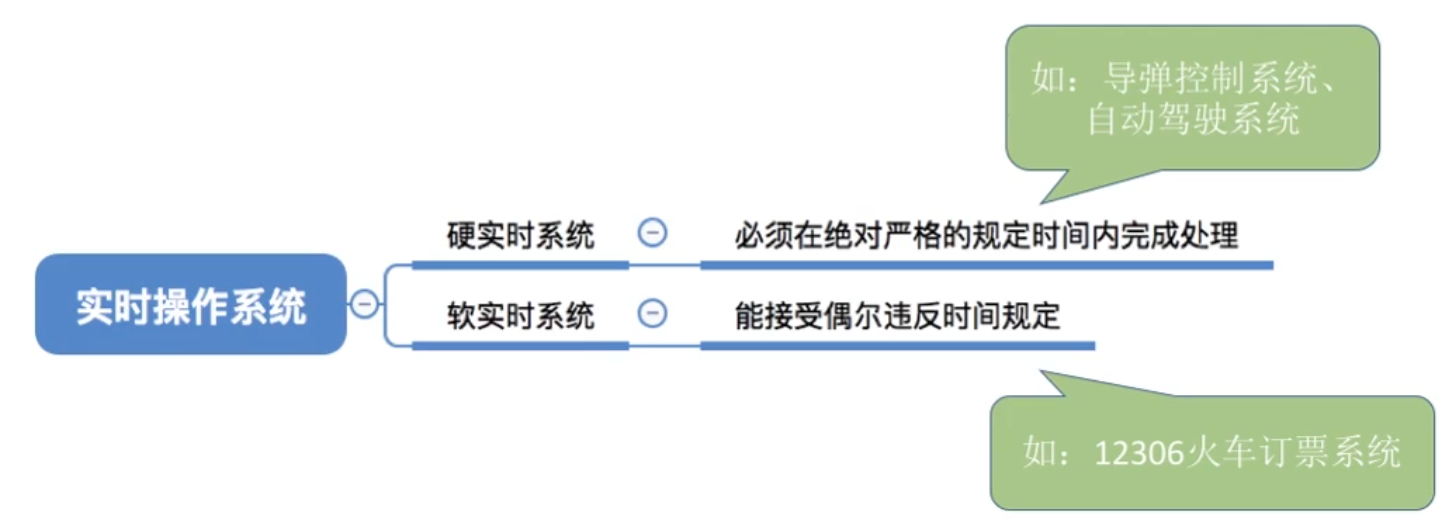 如：导弹控制系统、
自动驾驶系统
硬实时系统
必须在绝对严格的规定时间内完成处理
实时操作系统
软实时系统
能接受偶尔违反时间规定
如：12306火车订票系统